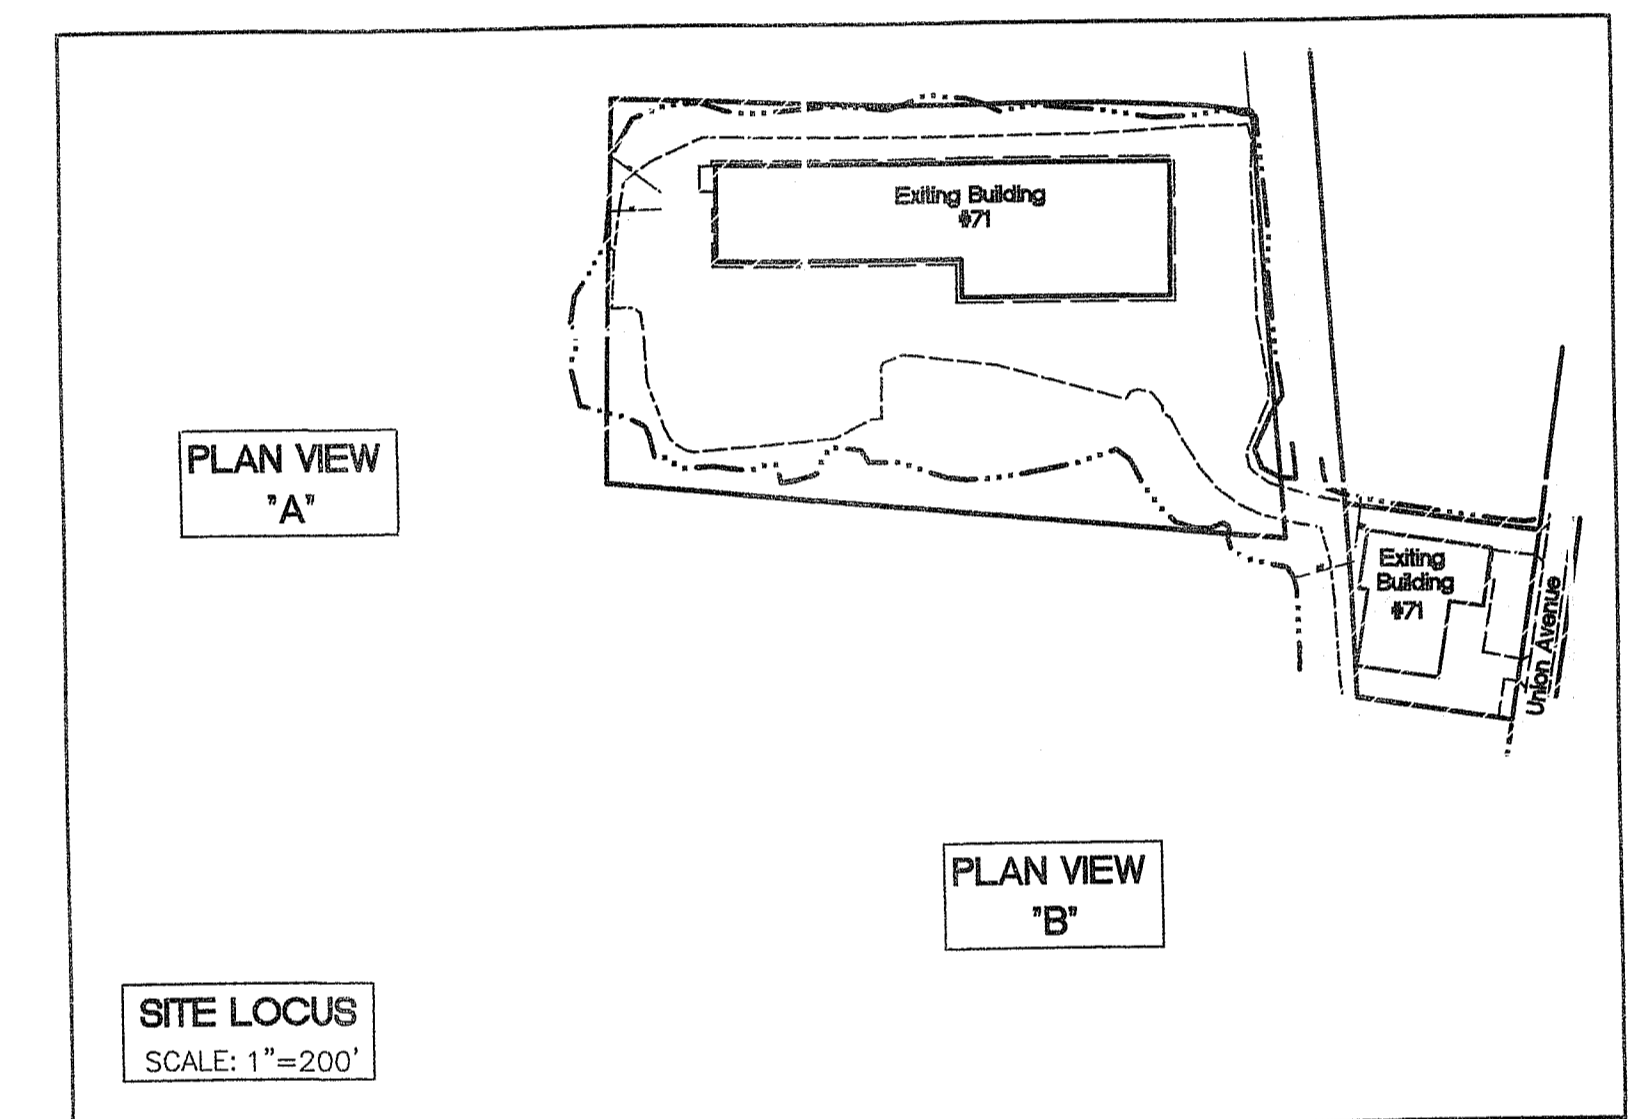 Exiting Building
#71
PLAN VIEW
"A"
Exiting
Building
#71
Union Avenue
PLAN VIEW
"B"
SITE LOCUS
SCALE: 1"=200'